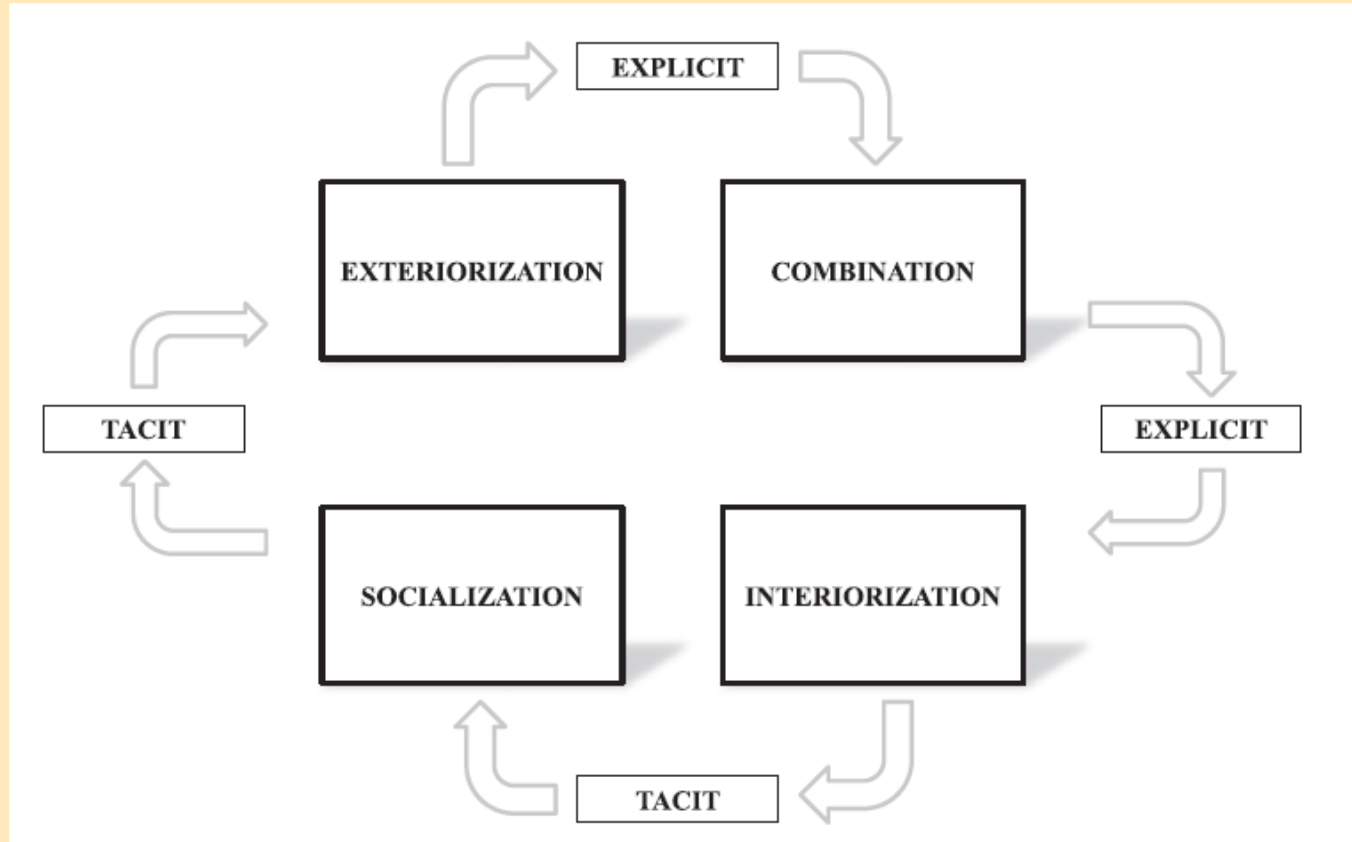 EXPLICIT
EXTERIORIZATION
COMBINATION
TACIT
EXPLICIT
SOCIALIZATION
INTERIORIZATION
TACIT